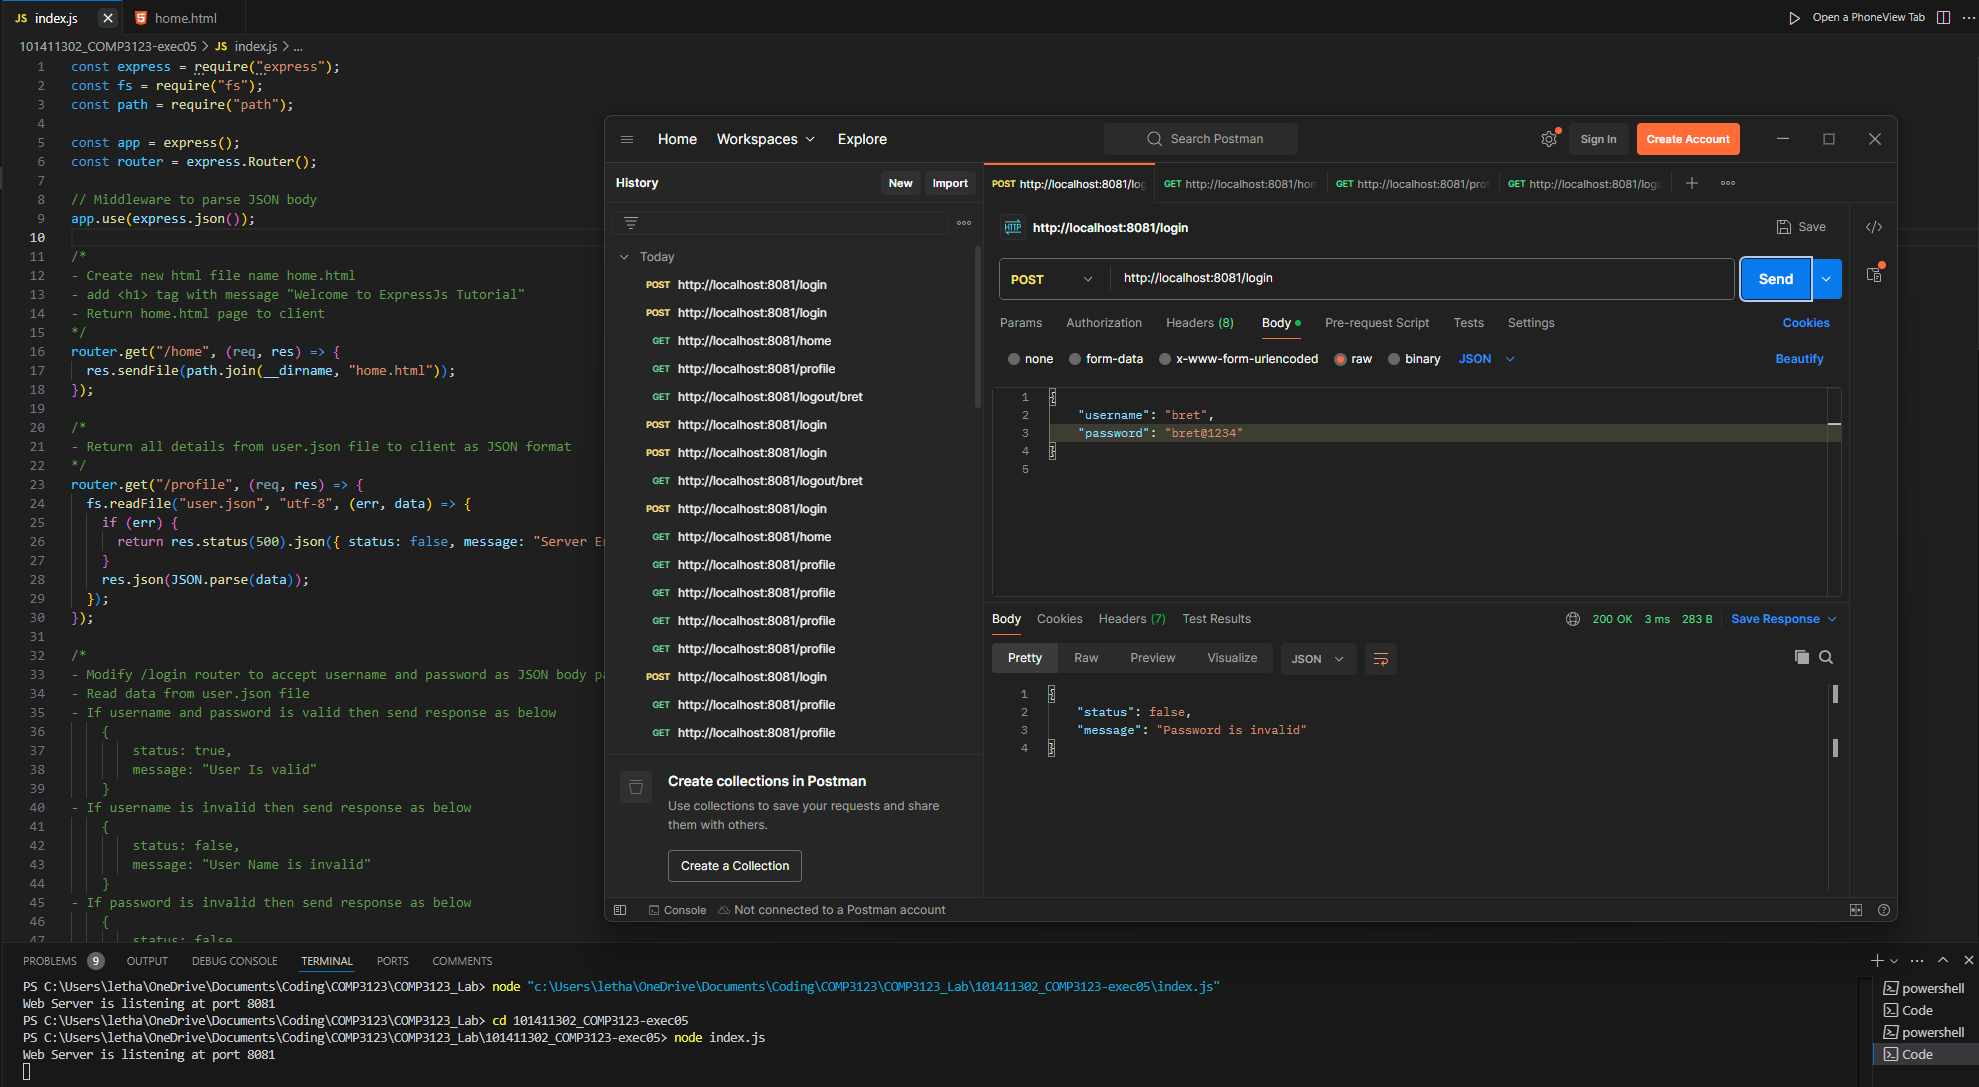 JS index.js
home.html
Open a PhoneView Tab
101411302_COMP3123-exec05 > JS index.js > ...
1 const express = require("express");
2 const fs = require("fs");
3 const path = require("path");
4
5 const app = express();
6 const router = express.Router();
7
8 // Middleware to parse JSON body
9 app.use(express.json());
10
11 /*
12 - Create new html file name home.html
13 - add <h1> tag with message "Welcome to ExpressJs Tutorial"
14 - Return home.html page to client
15 */
16 router.get("/home", (req, res) => {
17 res.sendFile(path.join(__dirname, "home.html"));
18 });
19
20 /*
21 - Return all details from user.json file to client as JSON format
22 */
23 router.get("/profile", (req, res) => {
24 fs.readFile("user.json", "utf-8", (err, data) => {
25 if (err) {
26 return res.status(500).json({ status: false, message: "Server E
27 }
28 res.json(JSON.parse(data));
29 });
30 });
31
32 /*
33 - Modify /login router to accept username and password as JSON body p
34 - Read data from user.json file
35 - If username and password is valid then send response as below
36 {
37 status: true,
38 message: "User Is valid"
39 }
40 - If username is invalid then send response as below
41 {
42 status: false,
43 message: "User Name is invalid"
44 }
45 - If password is invalid then send response as below
46 {
47 status: false
Home
Workspaces
Explore
Search Postman
Sign In
Create Account
History
New
Import
Today
POST http://localhost:8081/login
POST http://localhost:8081/login
GET http://localhost:8081/home
GET http://localhost:8081/profile
GET http://localhost:8081/logout/bret
POST http://localhost:8081/login
POST http://localhost:8081/login
GET http://localhost:8081/logout/bret
POST http://localhost:8081/login
GET http://localhost:8081/home
GET http://localhost:8081/profile
GET http://localhost:8081/profile
GET http://localhost:8081/profile
GET http://localhost:8081/profile
POST http://localhost:8081/login
GET http://localhost:8081/profile
GET http://localhost:8081/profile
Create collections in Postman
Use collections to save your requests and share
them with others.
Create a Collection
POST http://localhost:8081/log
GET http://localhost:8081/hom
GET http://localhost:8081/prof
GET http://localhost:8081/logo
HTTP http://localhost:8081/login
Save
POST http://localhost:8081/login
Send
Params Authorization Headers (8) Body Pre-request Script Tests Settings Cookies
none form-data x-www-form-urlencoded raw binary JSON Beautify
1 {
2 "username": "bret",
3 "password": "bret@1234"
4 }
5
Body Cookies Headers (7) Test Results 200 OK 3 ms 283 B Save Response
Pretty Raw Preview Visualize JSON
1 {
2 "status": false,
3 "message": "Password is invalid"
4 }
Console Not connected to a Postman account
PROBLEMS 9 OUTPUT DEBUG CONSOLE TERMINAL PORTS COMMENTS
PS C:\Users\letha\OneDrive\Documents\Coding\COMP3123\COMP3123_Lab> node "c:\Users\letha\OneDrive\Documents\Coding\COMP3123\COMP3123_Lab\101411302_COMP3123-exec05\index.js"
Web Server is listening at port 8081
PS C:\Users\letha\OneDrive\Documents\Coding\COMP3123\COMP3123_Lab> cd 101411302_COMP3123-exec05
PS C:\Users\letha\OneDrive\Documents\Coding\COMP3123\COMP3123_Lab\101411302_COMP3123-exec05> node index.js
Web Server is listening at port 8081
powershell
Code
powershell
Code